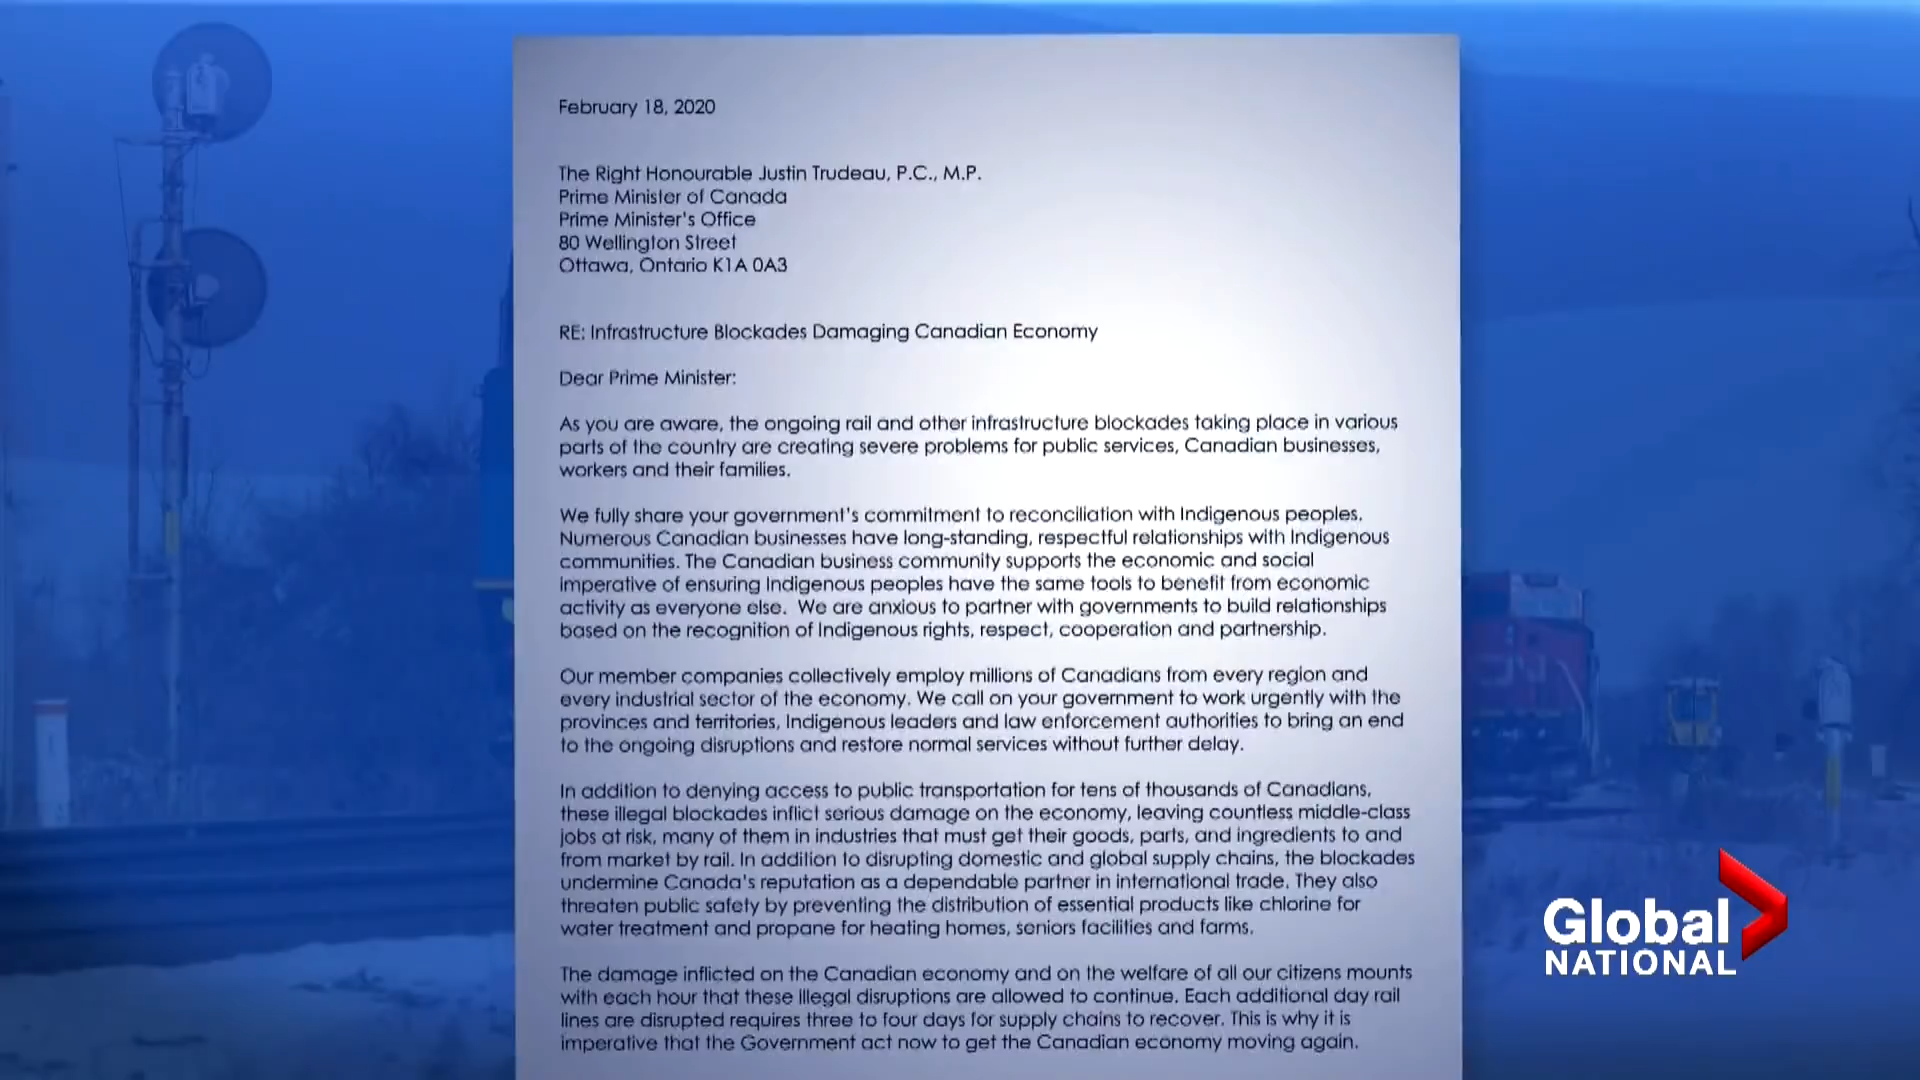 February 18, 2020
The Right Honourable Justin Trudeau, P.C., M.P.
Prime Minister of Canada
Prime Minister's Office
80 Wellington Street
Ottawa, Ontario K1A 0A3
RE: Infrastructure Blockades Damaging Canadian Economy
Dear Prime Minister:
As you are aware, the ongoing rail and other infrastructure blockades taking place in various
parts of the country are creating severe problems for public services, Canadian businesses,
workers and their families.
We fully share your government's commitment to reconciliation with Indigenous peoples.
Numerous Canadian businesses have long-standing, respectful relationships with Indigenous
communities. The Canadian business community supports the economic and social
imperative of ensuring Indigenous peoples have the same tools to benefit from economic
activity as everyone else.  We are anxious to partner with governments to build relationships
based on the recognition of Indigenous rights, respect, cooperation and partnership.
Our member companies collectively employ millions of Canadians from every region and
every industrial sector of the economy. We call on your government to work urgently with the
provinces and territories, Indigenous leaders and law enforcement authorities to bring an end
to the ongoing disruptions and restore normal services without further delay.
In addition to denying access to public transportation for tens of thousands of Canadians,
these illegal blockades inflict serious damage on the economy, leaving countless middle-class
jobs at risk, many of them in industries that must get their goods, parts, and ingredients to and
from market by rail. In addition to disrupting domestic and global supply chains, the blockades
undermine Canada's reputation as a dependable partner in international trade. They also
threaten public safety by preventing the distribution of essential products like chlorine for
water treatment and propane for heating homes, seniors facilities and farms.
The damage inflicted on the Canadian economy and on the welfare of all our citizens mounts
with each hour that these illegal disruptions are allowed to continue. Each additional day rail
lines are disrupted requires three to four days for supply chains to recover. This is why it is
imperative that the Government act now to get the Canadian economy moving again.
Global
NATIONAL